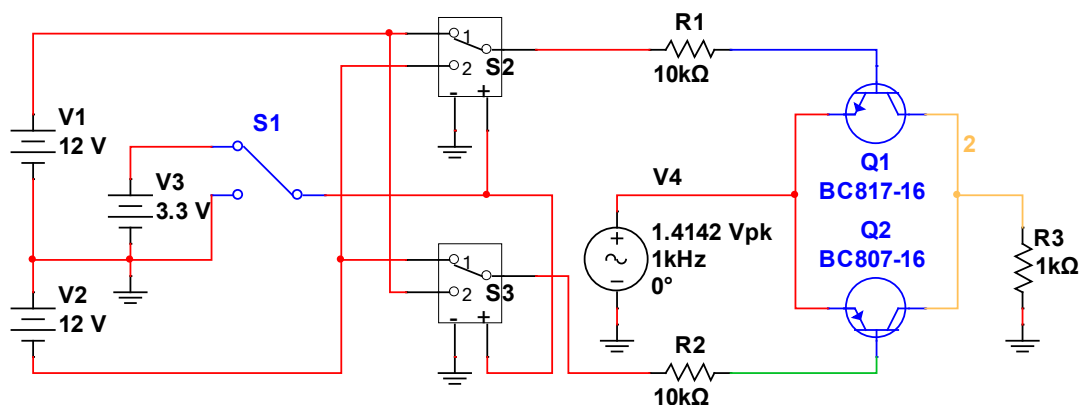 R1
10kΩ
1
2
S2
-
+
V1
12 V
S1
V3
3.3 V
Q1
BC817-16
2
V4
+
-
1.4142 Vpk
1kHz
0°
Q2
BC807-16
R3
1kΩ
V2
12 V
1
2
S3
-
+
R2
10kΩ